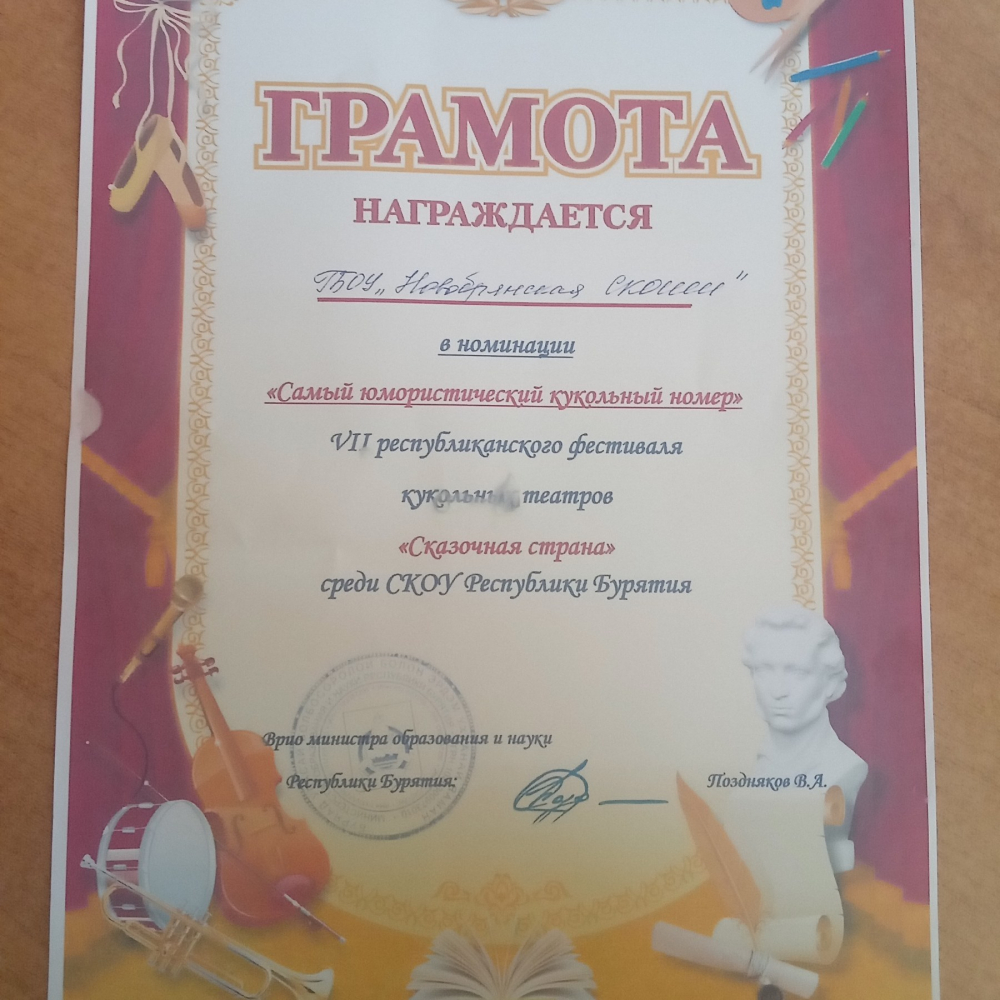 ГРАМОТА
НАГРАЖДАЕТСЯ
ГБОУ „Новобрянская СКОШИ"
в номинации
«Самый юмористический кукольный номер»
VII республиканского фестиваля
кукольных театров
«Сказочная страна»
среди СКОУ Республики Бурятия
Врио министра образования и науки
Республики Бурятия:
Поздняков В.А.